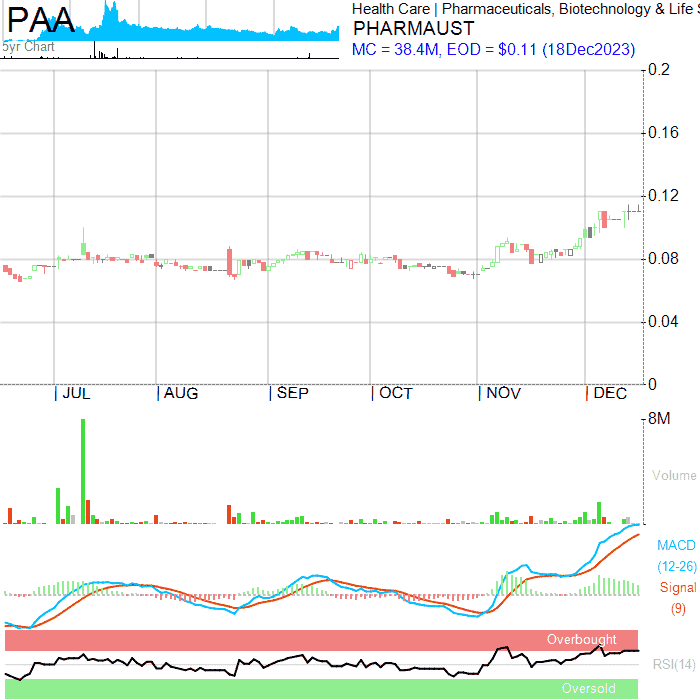 PAA
5yr Chart
Health Care | Pharmaceuticals, Biotechnology & Life S
PHARMAUST
MC = 38.4M, EOD = $0.11 (18Dec2023)
0.2
0.16
0.12
0.08
0.04
0
| JUL | AUG | SEP | OCT | NOV | DEC
8M
Volume
MACD
(12-26)
Signal
(9)
Overbought
RSI(14)
Oversold